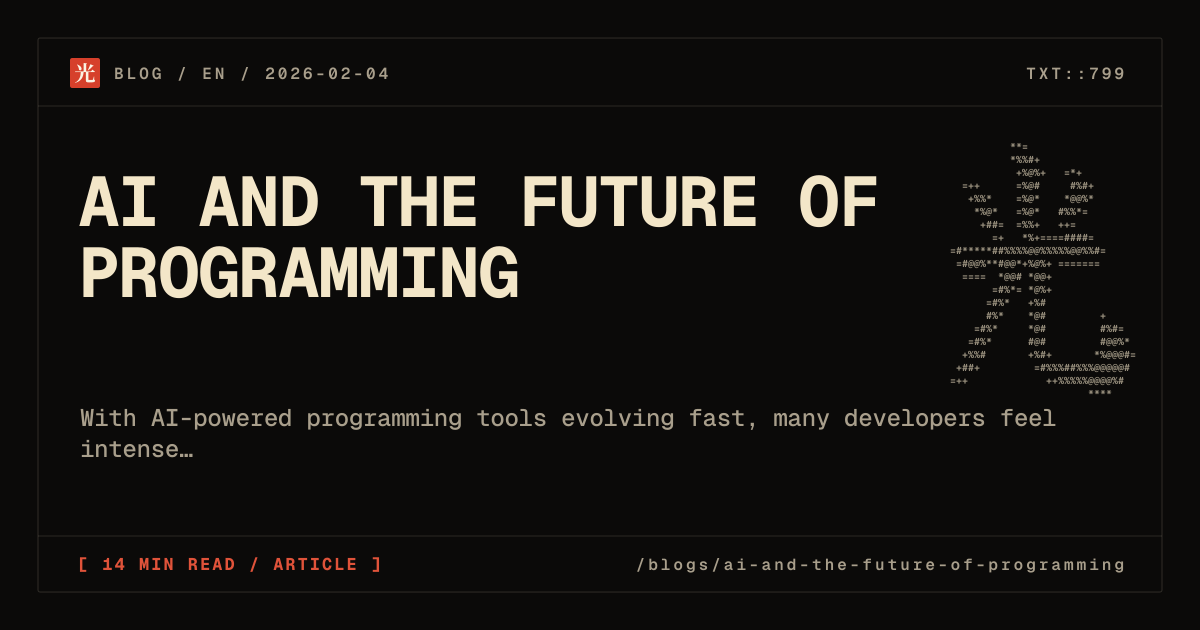 光 BLOG / EN / 2026-02-04
TXT::799
AI AND THE FUTURE OF
PROGRAMMING
With AI-powered programming tools evolving fast, many developers feel
intense…
[ 14 MIN READ / ARTICLE ]
/blogs/ai-and-the-future-of-programming